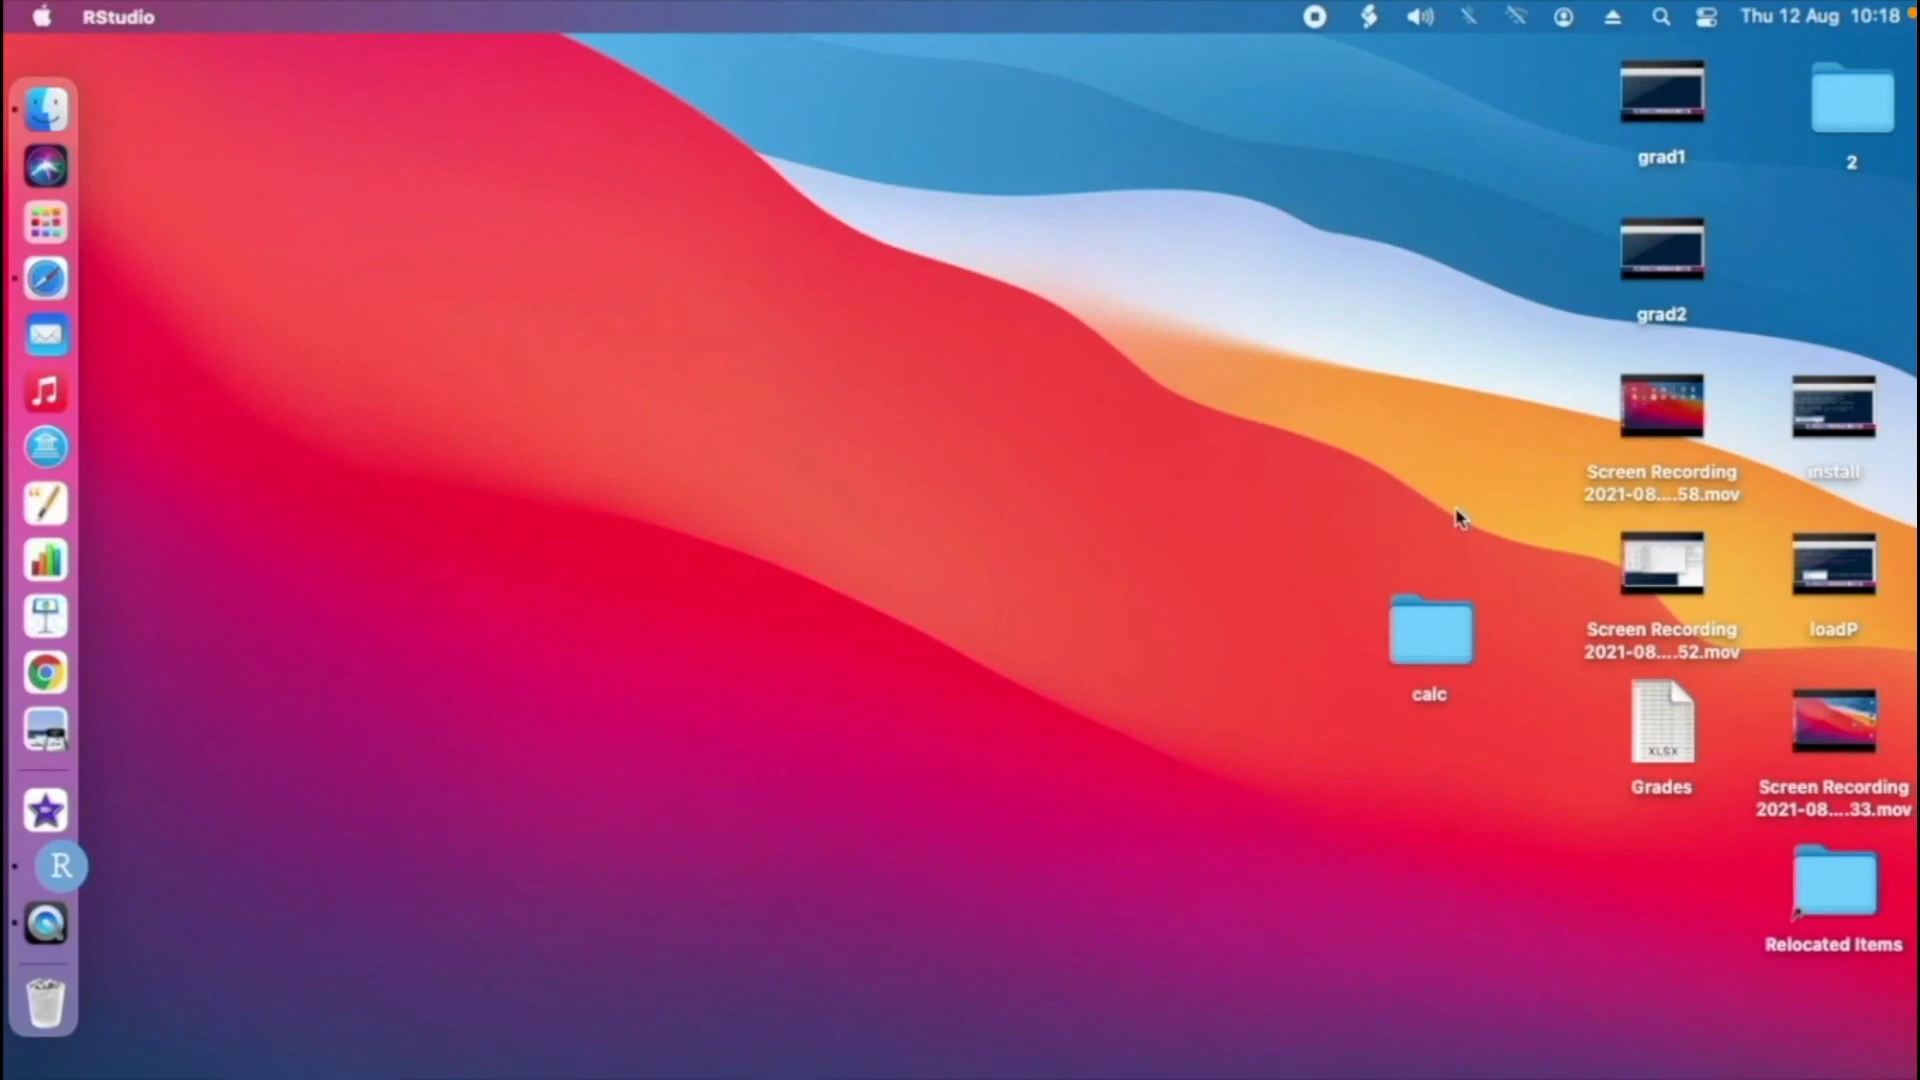 RStudio
Thu 12 Aug 10:18
grad1
2
grad2
Screen Recording
2021-08....58.mov
install
Screen Recording
2021-08....52.mov
loadP
calc
XLSX
Grades
Screen Recording
2021-08....33.mov
R
Relocated Items